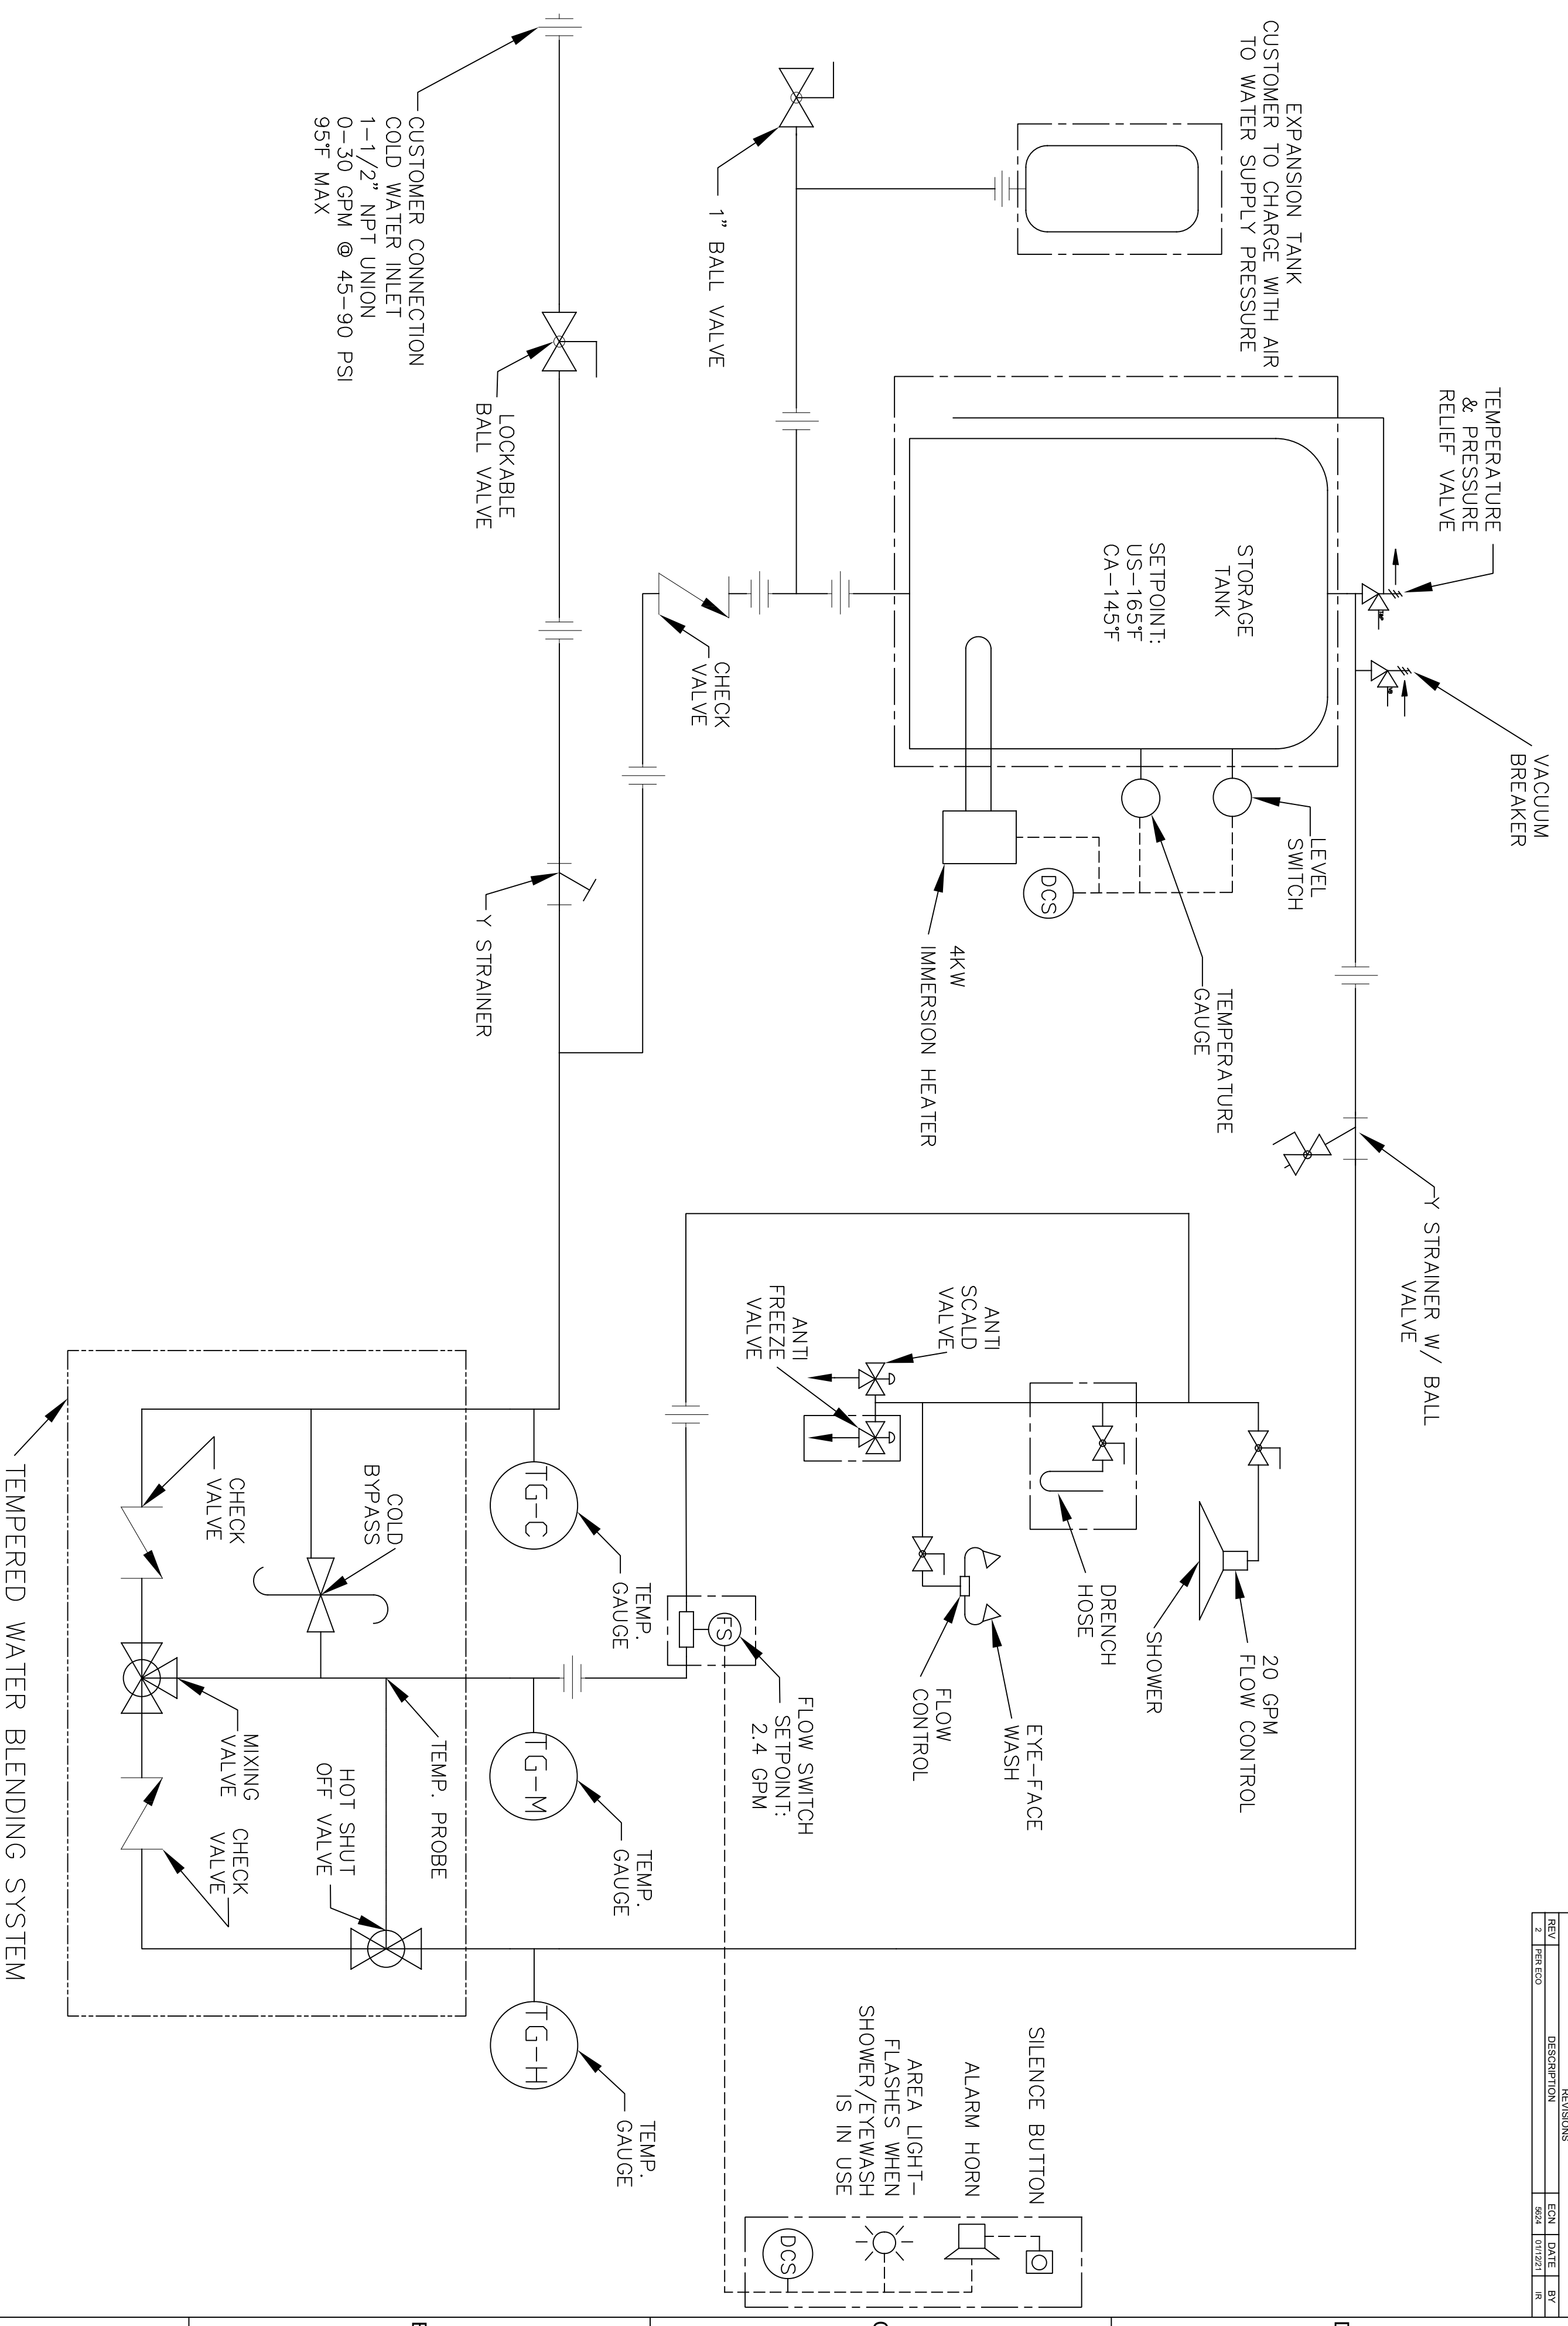 REVISIONS
REV
DESCRIPTION
ECN
DATE
BY
2
PER ECO
5624
01/12/21
IR
TEMPERATURE
& PRESSURE
RELIEF VALVE
VACUUM
BREAKER
EXPANSION TANK
CUSTOMER TO CHARGE WITH AIR
TO WATER SUPPLY PRESSURE
STORAGE
TANK
SETPOINT:
US-165°F
CA-145°F
LEVEL
SWITCH
TEMPERATURE
GAUGE
DCS
4KW
IMMERSION HEATER
Y STRAINER W/ BALL
VALVE
1" BALL VALVE
CHECK
VALVE
LOCKABLE
BALL VALVE
CUSTOMER CONNECTION
COLD WATER INLET
1-1/2" NPT UNION
0-30 GPM @ 45-90 PSI
95°F MAX
Y STRAINER
20 GPM
FLOW CONTROL
SHOWER
DRENCH
HOSE
EYE-FACE
WASH
FLOW
CONTROL
ANTI
SCALD
VALVE
ANTI
FREEZE
VALVE
FLOW SWITCH
SETPOINT:
2.4 GPM
FS
TG-C
TEMP.
GAUGE
TG-M
TEMP.
GAUGE
TG-H
TEMP.
GAUGE
COLD
BYPASS
CHECK
VALVE
TEMP. PROBE
HOT SHUT
OFF VALVE
MIXING
VALVE
CHECK
VALVE
TEMPERED WATER BLENDING SYSTEM
SILENCE BUTTON
ALARM HORN
AREA LIGHT-
FLASHES WHEN
SHOWER/EYEWASH
IS IN USE
DCS